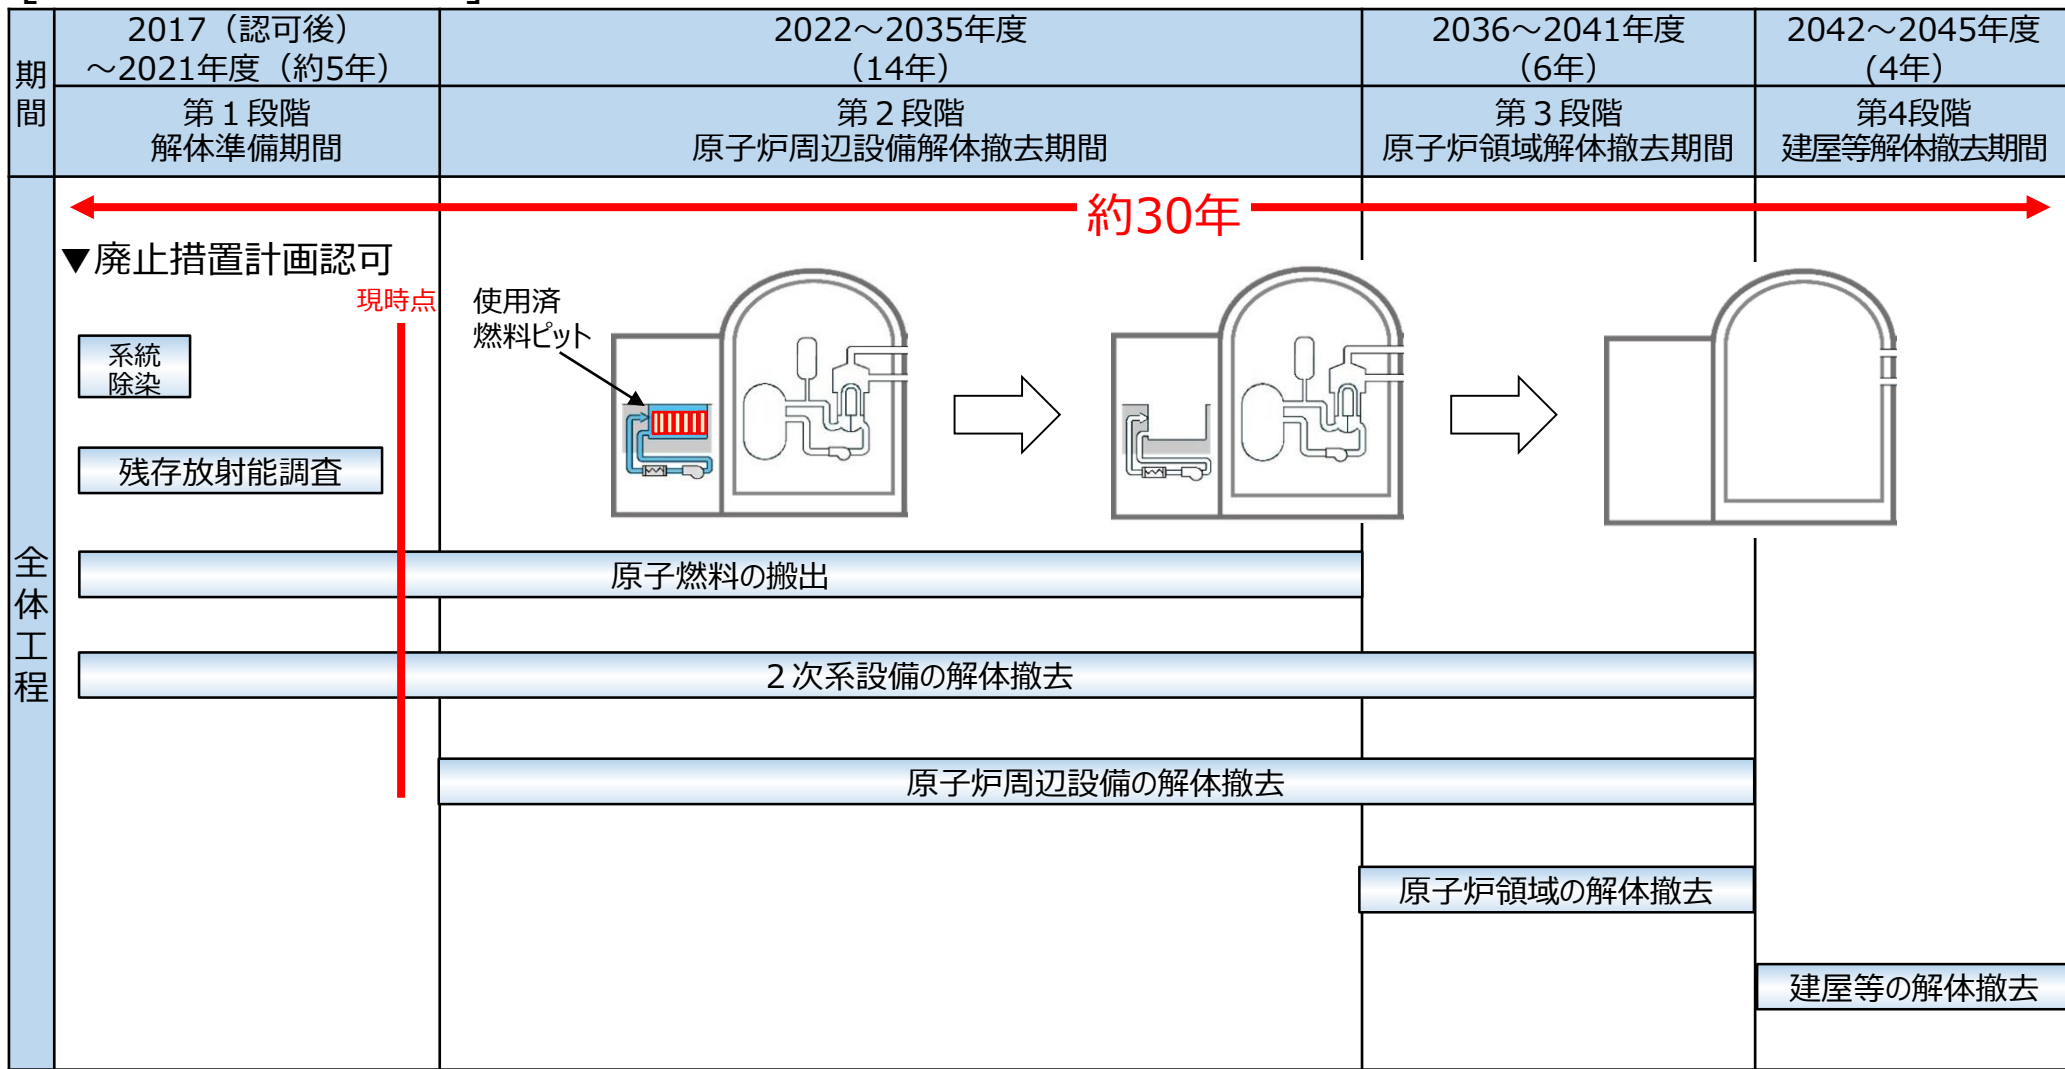 期間
2017（認可後）
～2021年度（約5年）
2022～2035年度
（14年）
2036～2041年度
（6年）
2042～2045年度
(4年）
第１段階
解体準備期間
第２段階
原子炉周辺設備解体撤去期間
第３段階
原子炉領域解体撤去期間
第4段階
建屋等解体撤去期間
全体工程
約30年
▼廃止措置計画認可
現時点
使用済
燃料ピット
系統
除染
残存放射能調査
原子燃料の搬出
２次系設備の解体撤去
原子炉周辺設備の解体撤去
原子炉領域の解体撤去
建屋等の解体撤去